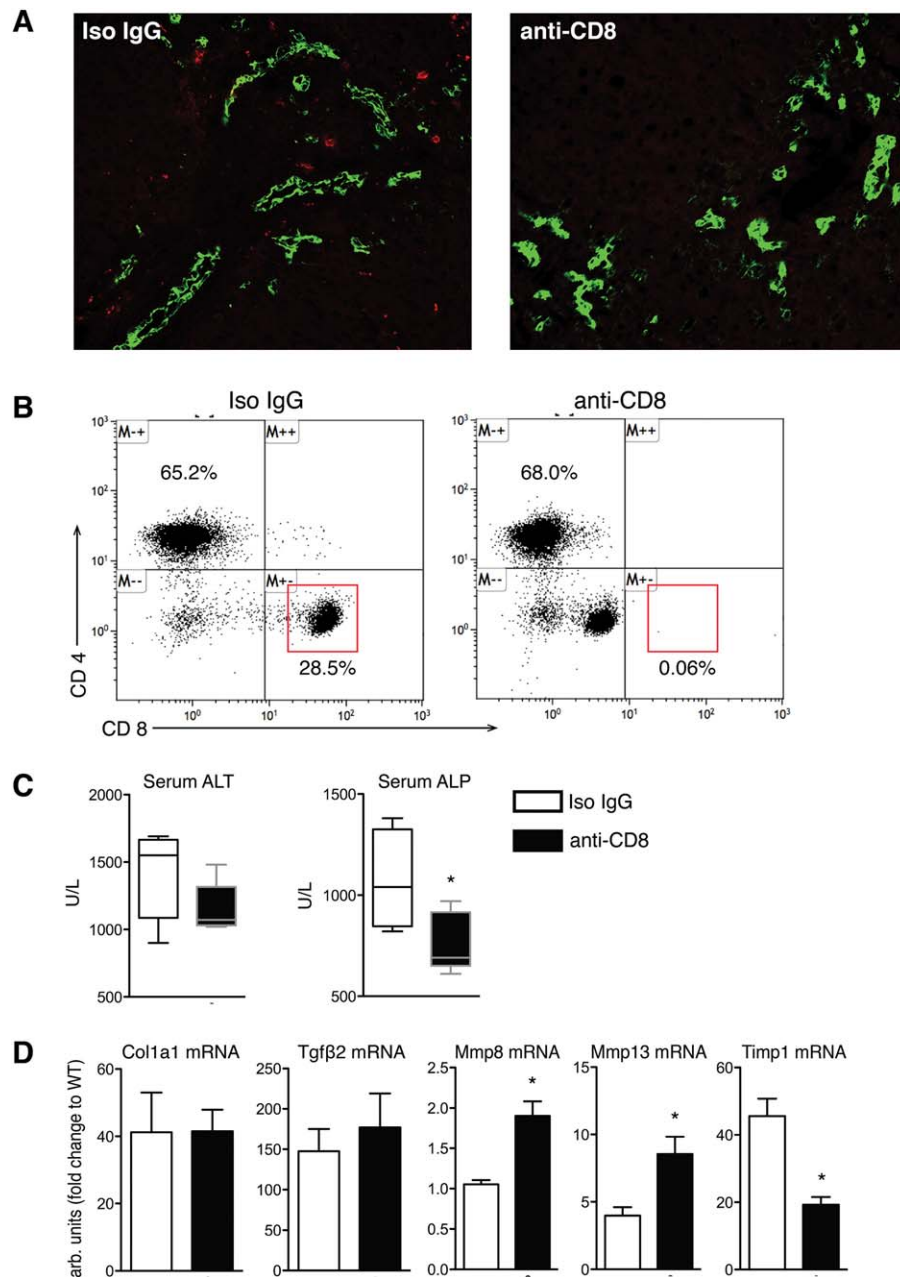 A
Iso IgG
anti-CD8
B
Iso IgG
anti-CD8
10³
10²
10¹
10⁰
M-+
M++
65.2%
M--
M+-
28.5%
10⁰
10¹
10²
10³
CD 4
CD 8
10³
10²
10¹
10⁰
M-+
M++
68.0%
M--
M+-
0.06%
10⁰
10¹
10²
10³
C
Serum ALT
2000
1500
1000
500
U/L
Serum ALP
1500
1000
500
U/L
*
Iso IgG
anti-CD8
D
arb. units (fold change to WT)
Col1a1 mRNA
60
40
20
0
Tgfβ2 mRNA
200
150
100
50
0
Mmp8 mRNA
2.5
2.0
1.5
1.0
0.5
0.0
*
Mmp13 mRNA
15
10
5
0
*
Timp1 mRNA
60
40
20
0
*